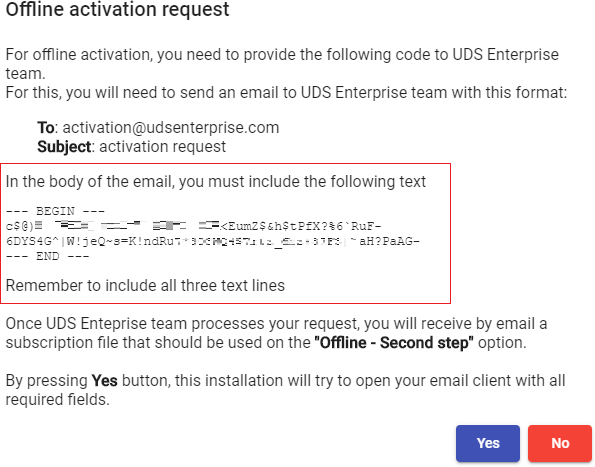 Offline activation request
For offline activation, you need to provide the following code to UDS Enterprise
team.
For this, you will need to send an email to UDS Enterprise team with this format:
To: activation@udsenterprise.com
Subject: activation request
In the body of the email, you must include the following text
--- BEGIN ---
c$@) <EumZ$&h$tPfX?%6`RuF-
6DYS4G^|W!jeQ~s=K!ndRu aH?PaAG-
--- END ---
Remember to include all three text lines
Once UDS Enteprise team processes your request, you will receive by email a
subscription file that should be used on the "Offline - Second step" option.
By pressing Yes button, this installation will try to open your email client with all
required fields.
Yes
No